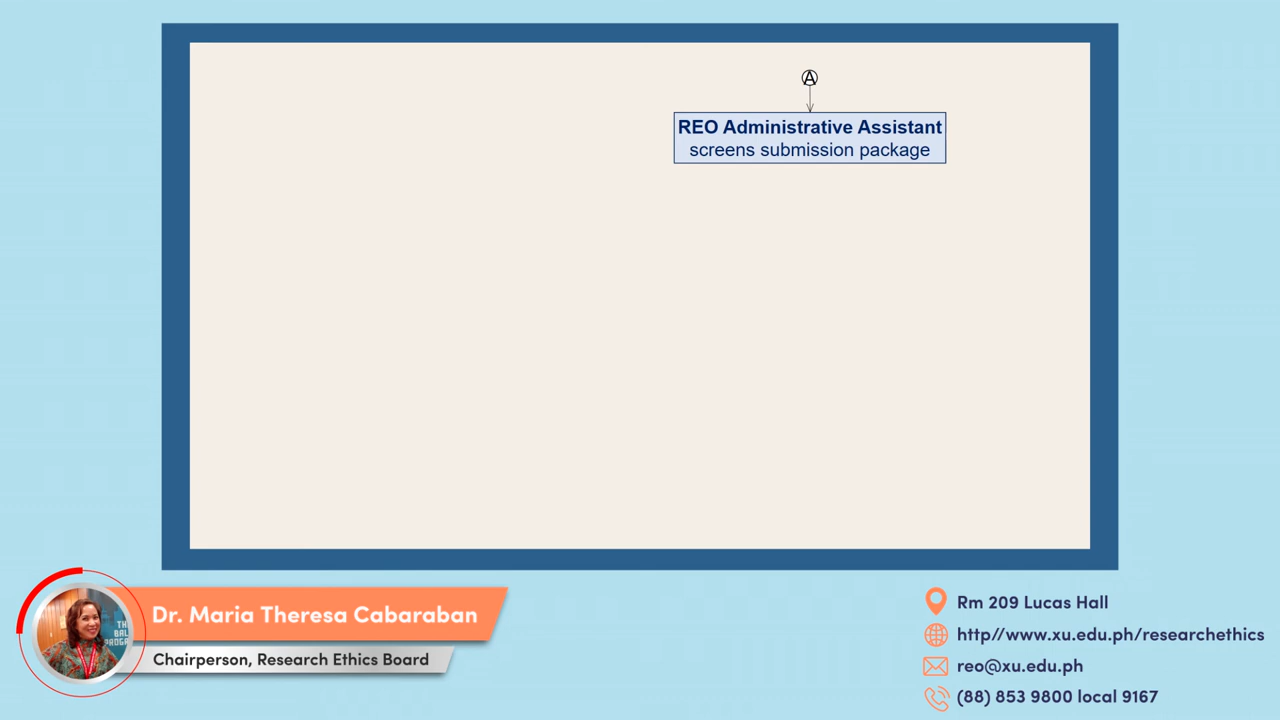 A
REO Administrative Assistant
screens submission package
Dr. Maria Theresa Cabaraban
Chairperson, Research Ethics Board
Rm 209 Lucas Hall
http//www.xu.edu.ph/researchethics
reo@xu.edu.ph
(88) 853 9800 local 9167